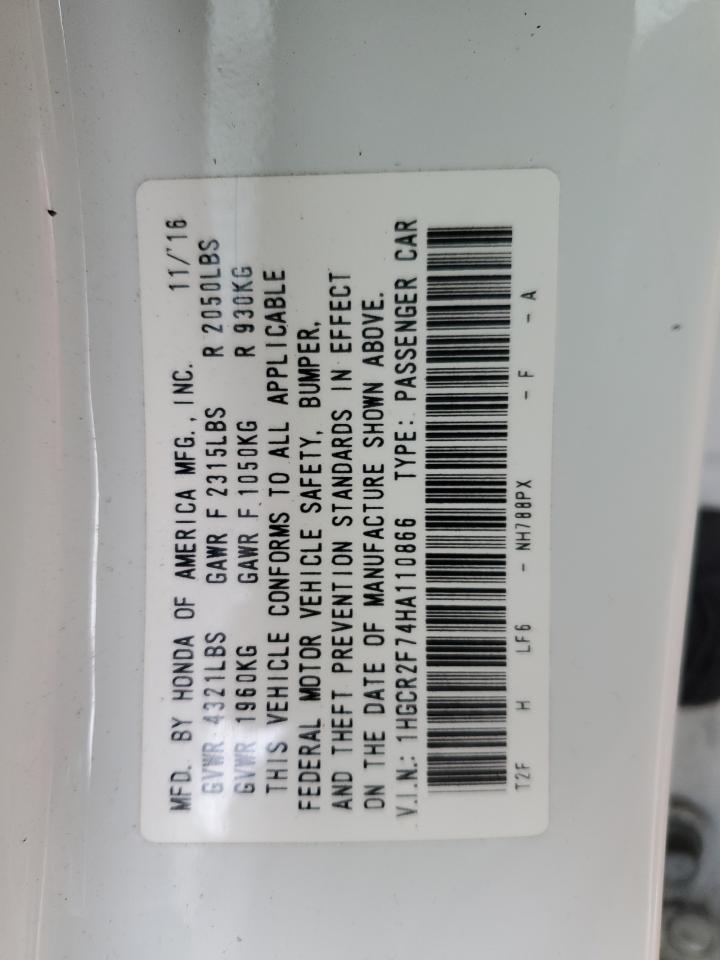 MFD. BY HONDA OF AMERICA MFG., INC. 11/'16
GVWR 4321LBS GAWR F 2315LBS R 2050LBS
GVWR 1960KG GAWR F 1050KG R 930KG
THIS VEHICLE CONFORMS TO ALL APPLICABLE
FEDERAL MOTOR VEHICLE SAFETY, BUMPER,
AND THEFT PREVENTION STANDARDS IN EFFECT
ON THE DATE OF MANUFACTURE SHOWN ABOVE.
V.I.N.: 1HGCR2F74HA110866 TYPE: PASSENGER CAR
T2F H LF6 - NH788PX - F - A